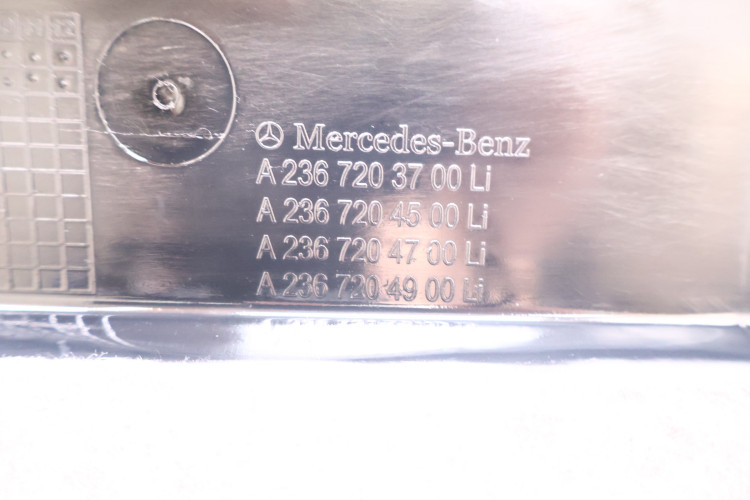 Mercedes-Benz
A 236 720 37 00 Li
A 236 720 45 00 Li
A 236 720 47 00 Li
A 236 720 49 00 Li